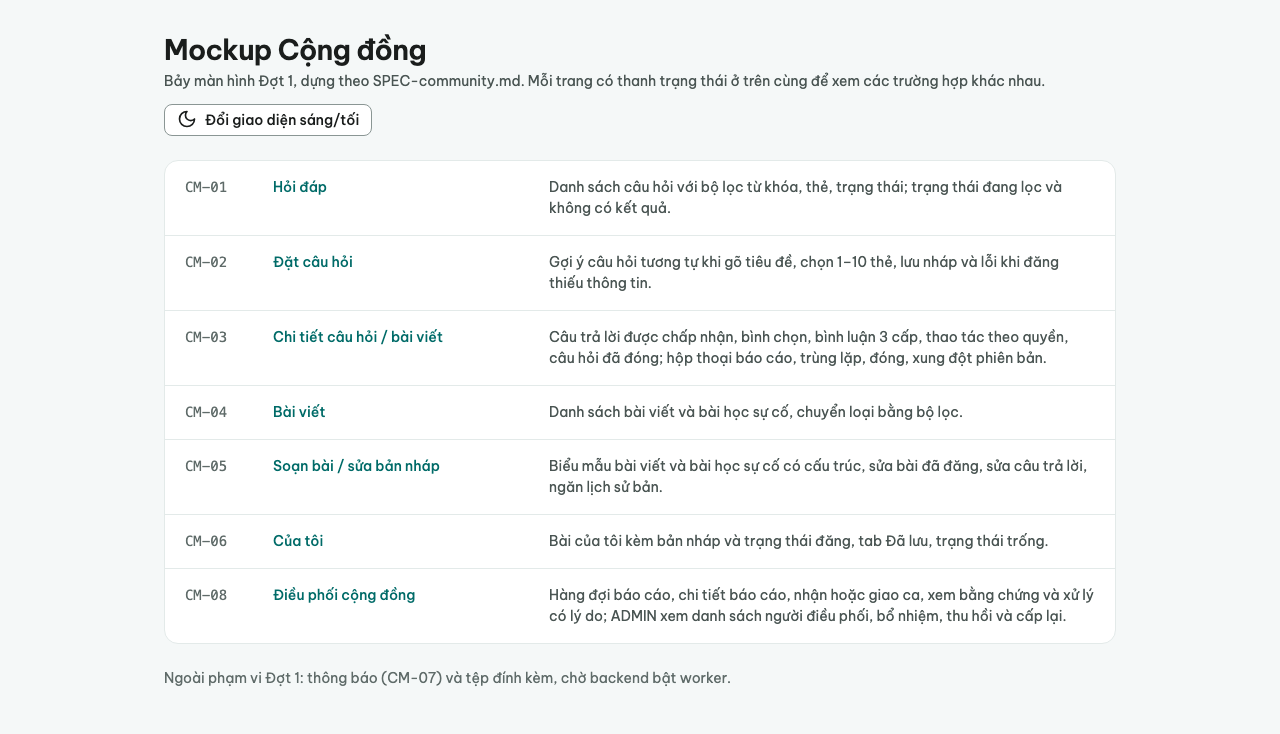 Mockup Cộng đồng
Bảy màn hình Đợt 1, dựng theo SPEC-community.md. Mỗi trang có thanh trạng thái ở trên cùng để xem các trường hợp khác nhau.
Đổi giao diện sáng/tối
CM–01
Hỏi đáp
Danh sách câu hỏi với bộ lọc từ khóa, thẻ, trạng thái; trạng thái đang lọc và
không có kết quả.
CM–02
Đặt câu hỏi
Gợi ý câu hỏi tương tự khi gõ tiêu đề, chọn 1–10 thẻ, lưu nháp và lỗi khi đăng
thiếu thông tin.
CM–03
Chi tiết câu hỏi / bài viết
Câu trả lời được chấp nhận, bình chọn, bình luận 3 cấp, thao tác theo quyền,
câu hỏi đã đóng; hộp thoại báo cáo, trùng lặp, đóng, xung đột phiên bản.
CM–04
Bài viết
Danh sách bài viết và bài học sự cố, chuyển loại bằng bộ lọc.
CM–05
Soạn bài / sửa bản nháp
Biểu mẫu bài viết và bài học sự cố có cấu trúc, sửa bài đã đăng, sửa câu trả lời,
ngăn lịch sử bản.
CM–06
Của tôi
Bài của tôi kèm bản nháp và trạng thái đăng, tab Đã lưu, trạng thái trống.
CM–08
Điều phối cộng đồng
Hàng đợi báo cáo, chi tiết báo cáo, nhận hoặc giao ca, xem bằng chứng và xử lý
có lý do; ADMIN xem danh sách người điều phối, bổ nhiệm, thu hồi và cấp lại.
Ngoài phạm vi Đợt 1: thông báo (CM-07) và tệp đính kèm, chờ backend bật worker.